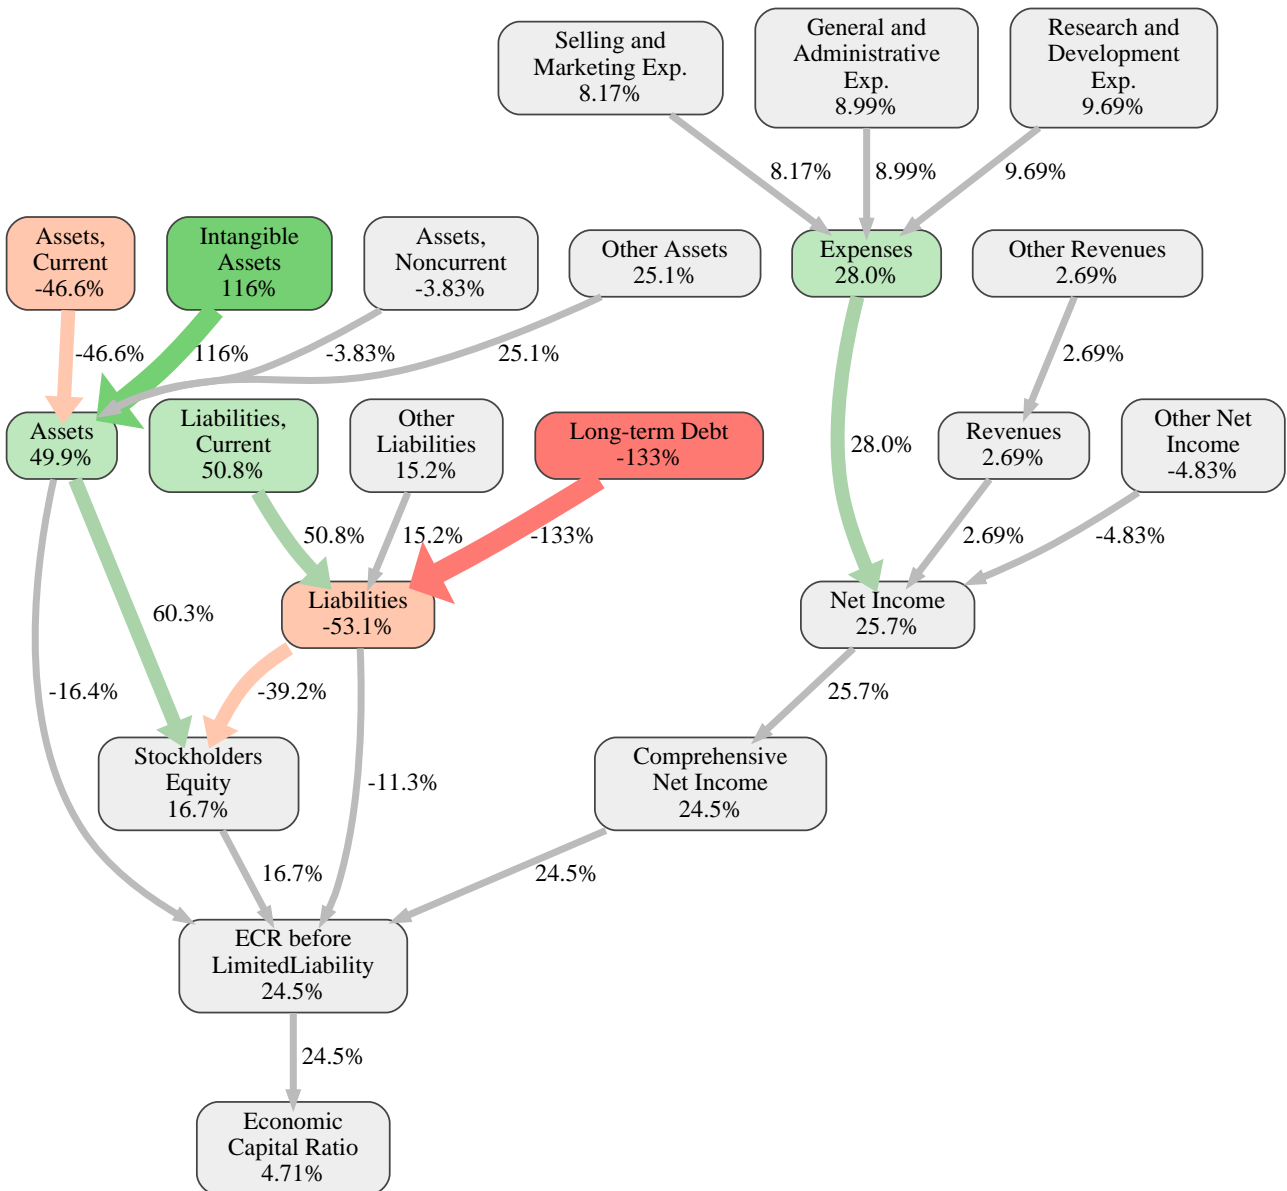 Selling and
Marketing Exp.
8.17%
General and
Administrative
Exp.
8.99%
Research and
Development
Exp.
9.69%
8.17%
8.99%
9.69%
Assets,
Current
-46.6%
Intangible
Assets
116%
Assets,
Noncurrent
-3.83%
Other Assets
25.1%
Expenses
28.0%
Other Revenues
2.69%
-46.6%
116%
-3.83%
25.1%
2.69%
Assets
49.9%
Liabilities,
Current
50.8%
Other
Liabilities
15.2%
Long-term Debt
-133%
28.0%
Revenues
2.69%
Other Net
Income
-4.83%
50.8%
15.2%
-133%
2.69%
-4.83%
60.3%
Liabilities
-53.1%
Net Income
25.7%
-16.4%
-39.2%
25.7%
Stockholders
Equity
16.7%
-11.3%
Comprehensive
Net Income
24.5%
16.7%
24.5%
ECR before
LimitedLiability
24.5%
24.5%
Economic
Capital Ratio
4.71%